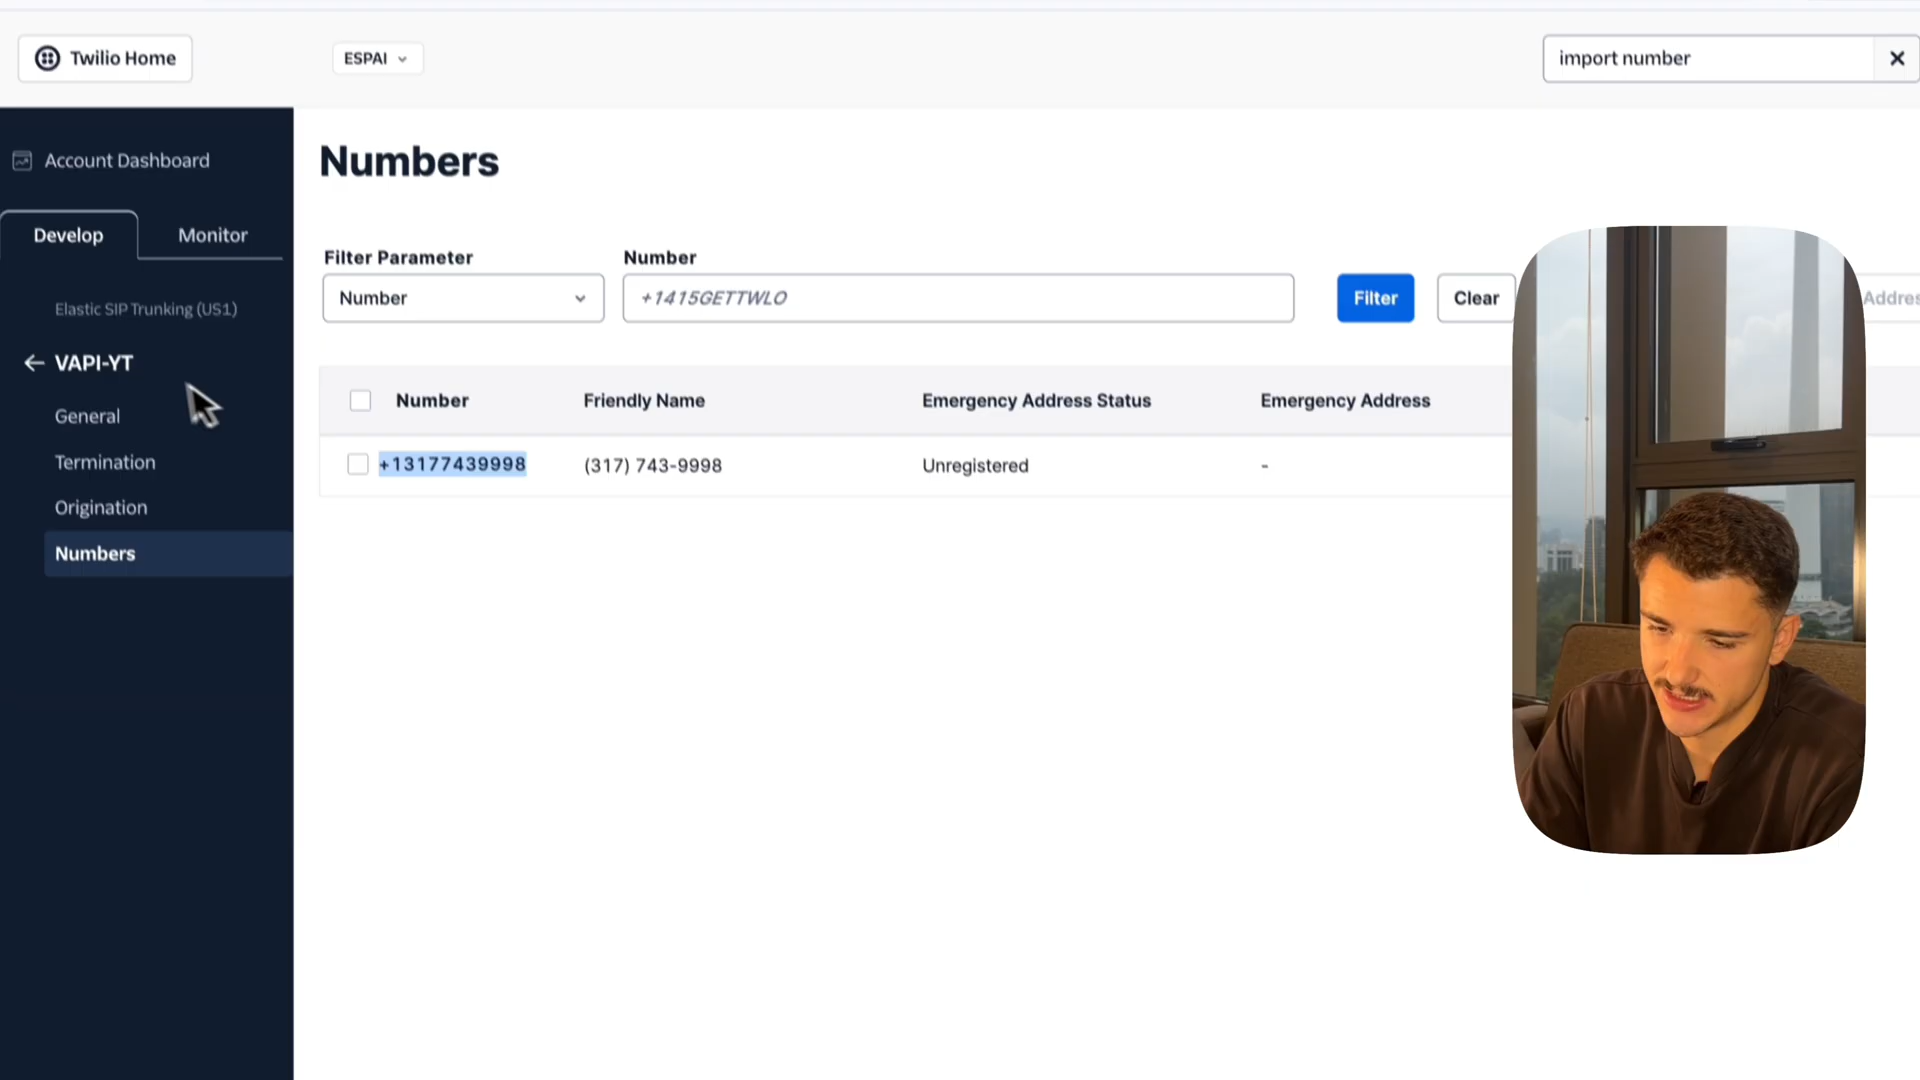 Twilio Home
ESPAI
import number
Account Dashboard
Numbers
Develop
Monitor
Filter Parameter
Number
Number
+1415GETTWLO
Filter
Clear
Addres
Elastic SIP Trunking (US1)
VAPI-YT
General
Termination
Origination
Numbers
Number
Friendly Name
Emergency Address Status
Emergency Address
+13177439998
(317) 743-9998
Unregistered
-